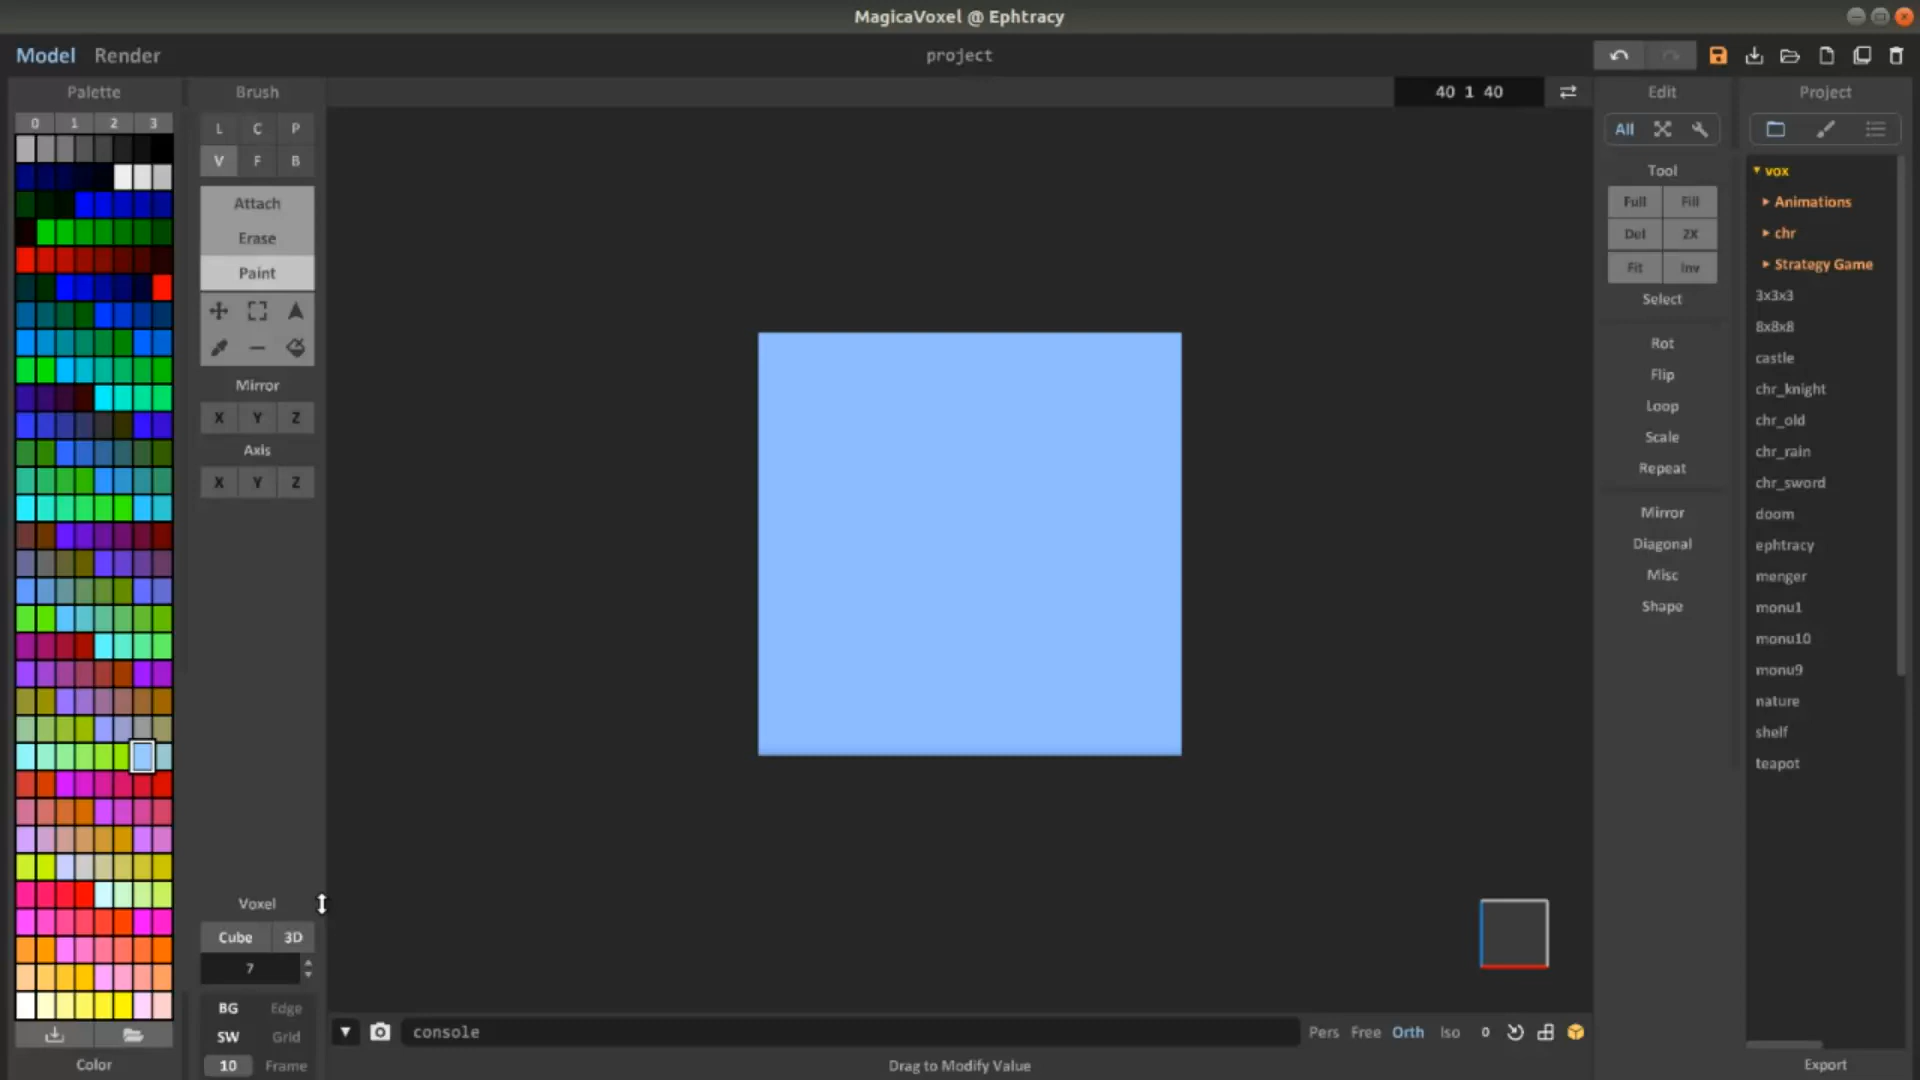 MagicaVoxel @ Ephtracy
Model Render
project
Palette
Brush
40 1 40
Edit
Project
0 1 2 3
L C P
V F B
All
Attach
Erase
Paint
Mirror
X Y Z
Axis
X Y Z
Voxel
Cube 3D
7
BG Edge
SW Grid
10 Frame
Color
console
Pers Free Orth Iso 0
Drag to Modify Value
Tool
Full Fill
Del 2X
Fit Inv
Select
Rot
Flip
Loop
Scale
Repeat
Mirror
Diagonal
Misc
Shape
vox
Animations
chr
Strategy Game
3x3x3
8x8x8
castle
chr_knight
chr_old
chr_rain
chr_sword
doom
ephtracy
menger
monu1
monu10
monu9
nature
shelf
teapot
Export